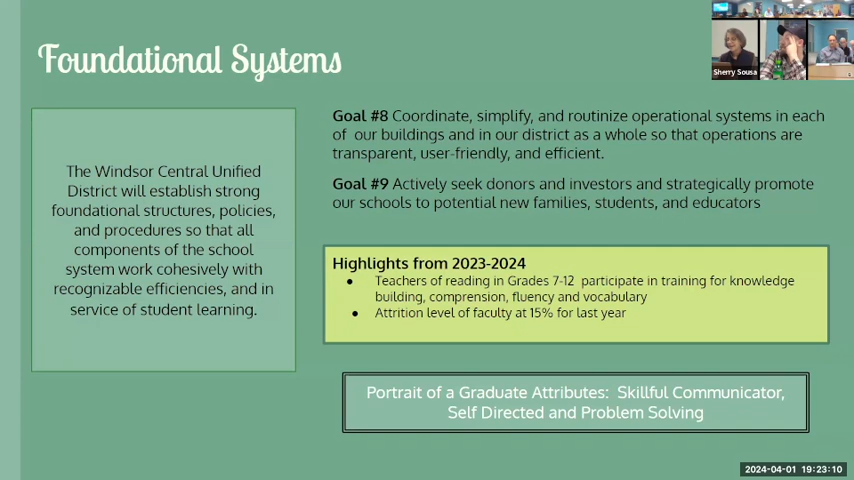 Foundational Systems
Sherry Sousa
The Windsor Central Unified
District will establish strong
foundational structures, policies,
and procedures so that all
components of the school
system work cohesively with
recognizable efficiencies, and in
service of student learning.
Goal #8 Coordinate, simplify, and routinize operational systems in each
of our buildings and in our district as a whole so that operations are
transparent, user-friendly, and efficient.
Goal #9 Actively seek donors and investors and strategically promote
our schools to potential new families, students, and educators
Highlights from 2023-2024
● Teachers of reading in Grades 7-12 participate in training for knowledge
building, comprension, fluency and vocabulary
● Attrition level of faculty at 15% for last year
Portrait of a Graduate Attributes: Skillful Communicator,
Self Directed and Problem Solving
2024-04-01 19:23:10